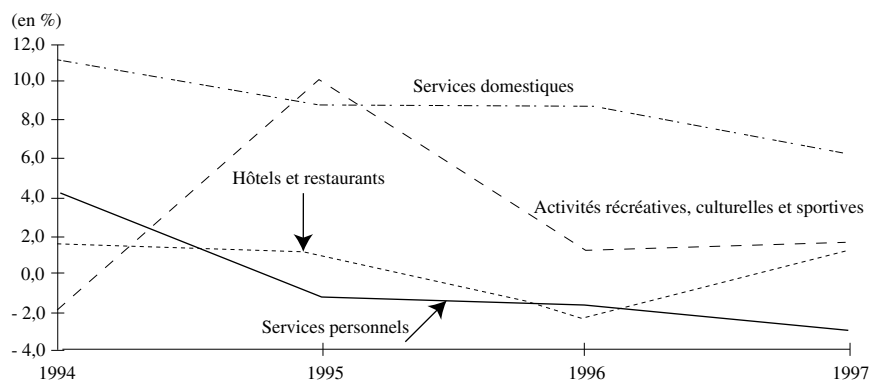 (en %)
12,0
10,0
8,0
6,0
4,0
2,0
0,0
- 2,0
- 4,0
Services domestiques
Hôtels et restaurants
Activités récréatives, culturelles et sportives
Services personnels
1994 1995 1996 1997